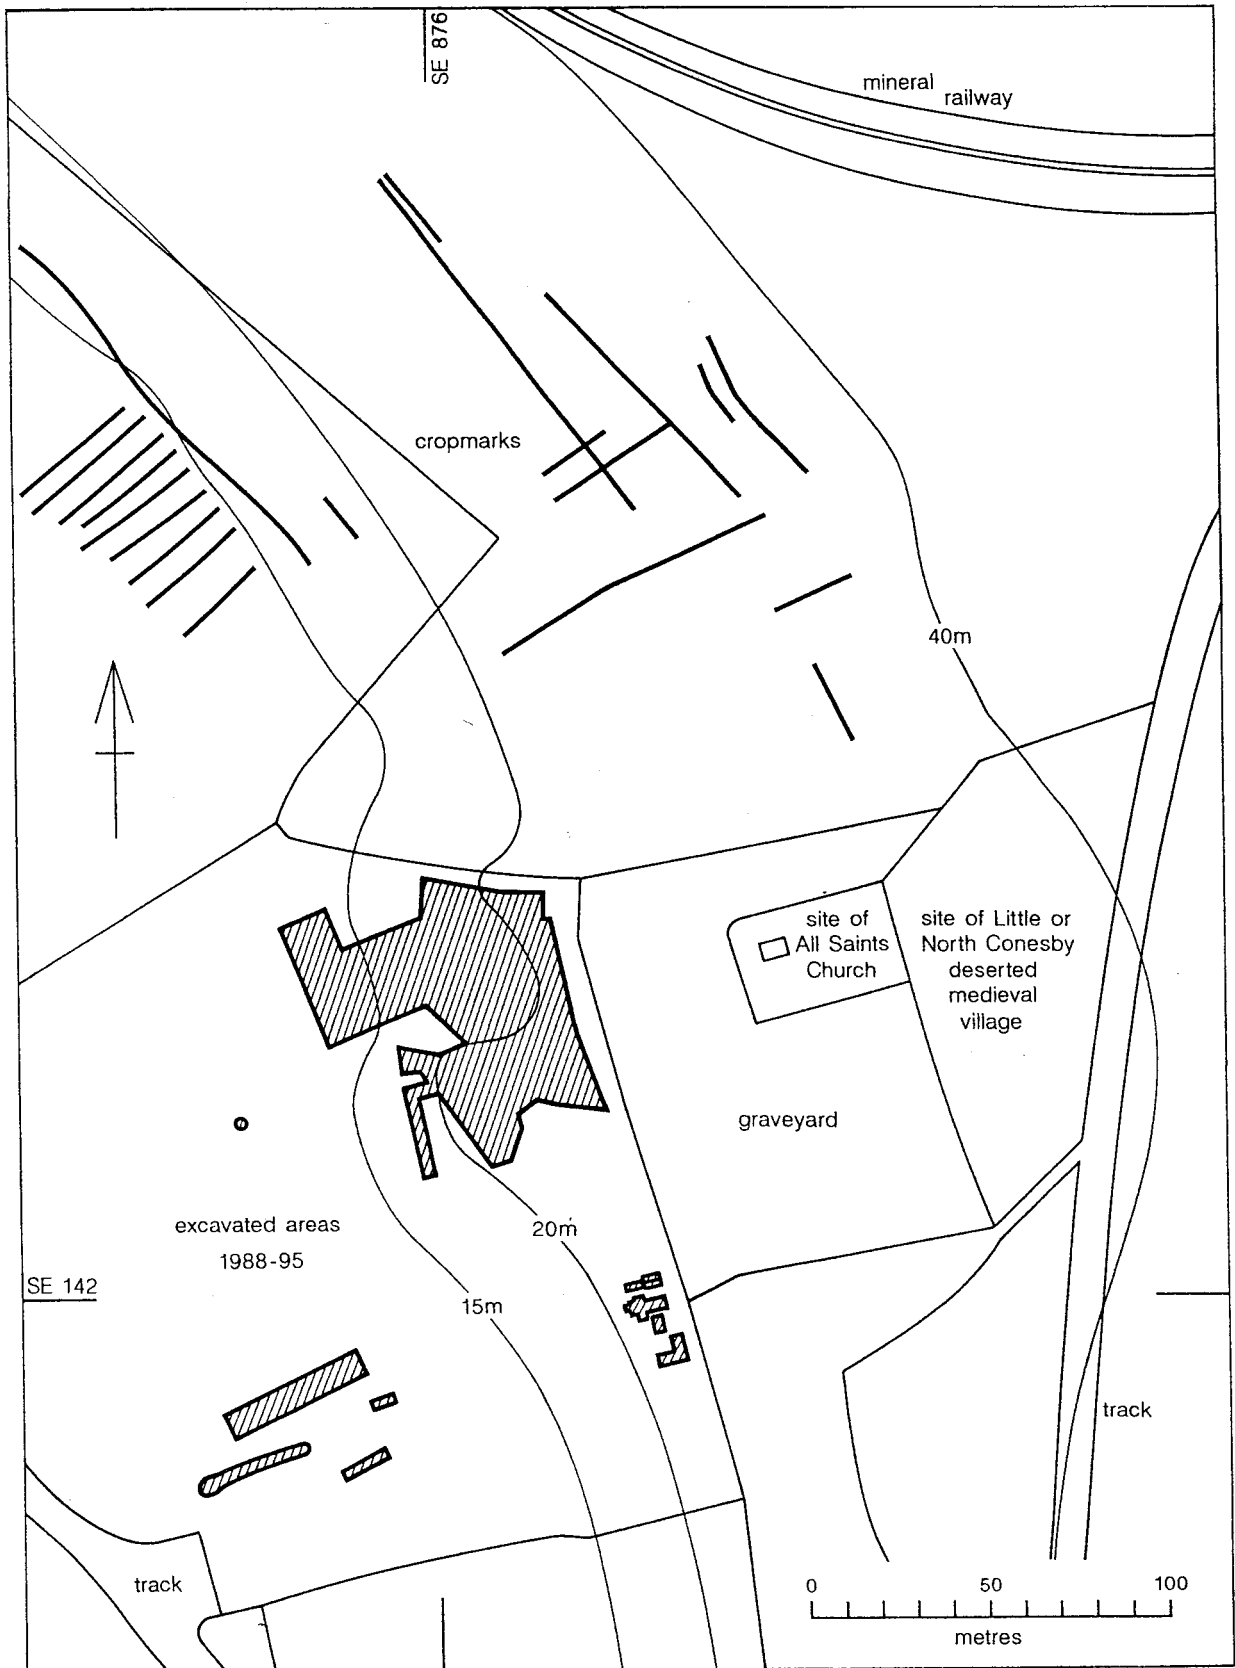 SE 876
mineral
railway
cropmarks
40m
site of
All Saints
Church
site of Little or
North Conesby
deserted
medieval
village
graveyard
excavated areas
1988-95
20m
SE 142
15m
track
track
0 50 100
metres